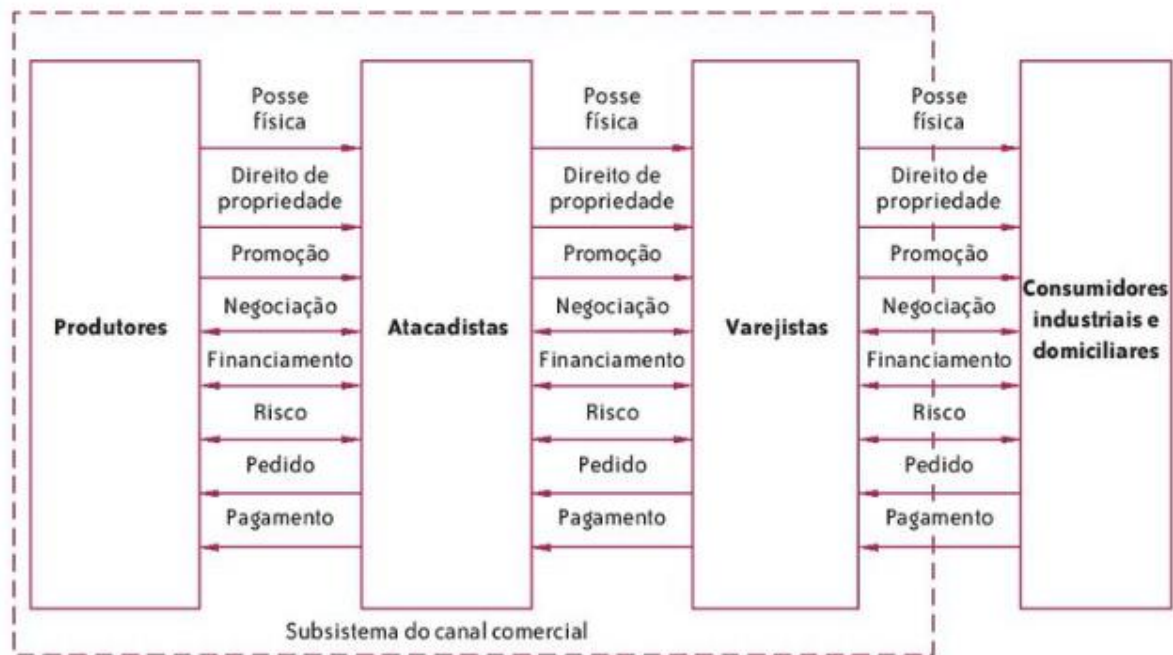 Posse
física
Posse
física
Posse
física
Direito de
propriedade
Direito de
propriedade
Direito de
propriedade
Promoção
Promoção
Promoção
Produtores
Negociação
Atacadistas
Negociação
Varejistas
Negociação
Consumidores
industriais e
domiciliares
Financiamento
Financiamento
Financiamento
Risco
Risco
Risco
Pedido
Pedido
Pedido
Pagamento
Pagamento
Pagamento
Subsistema do canal comercial